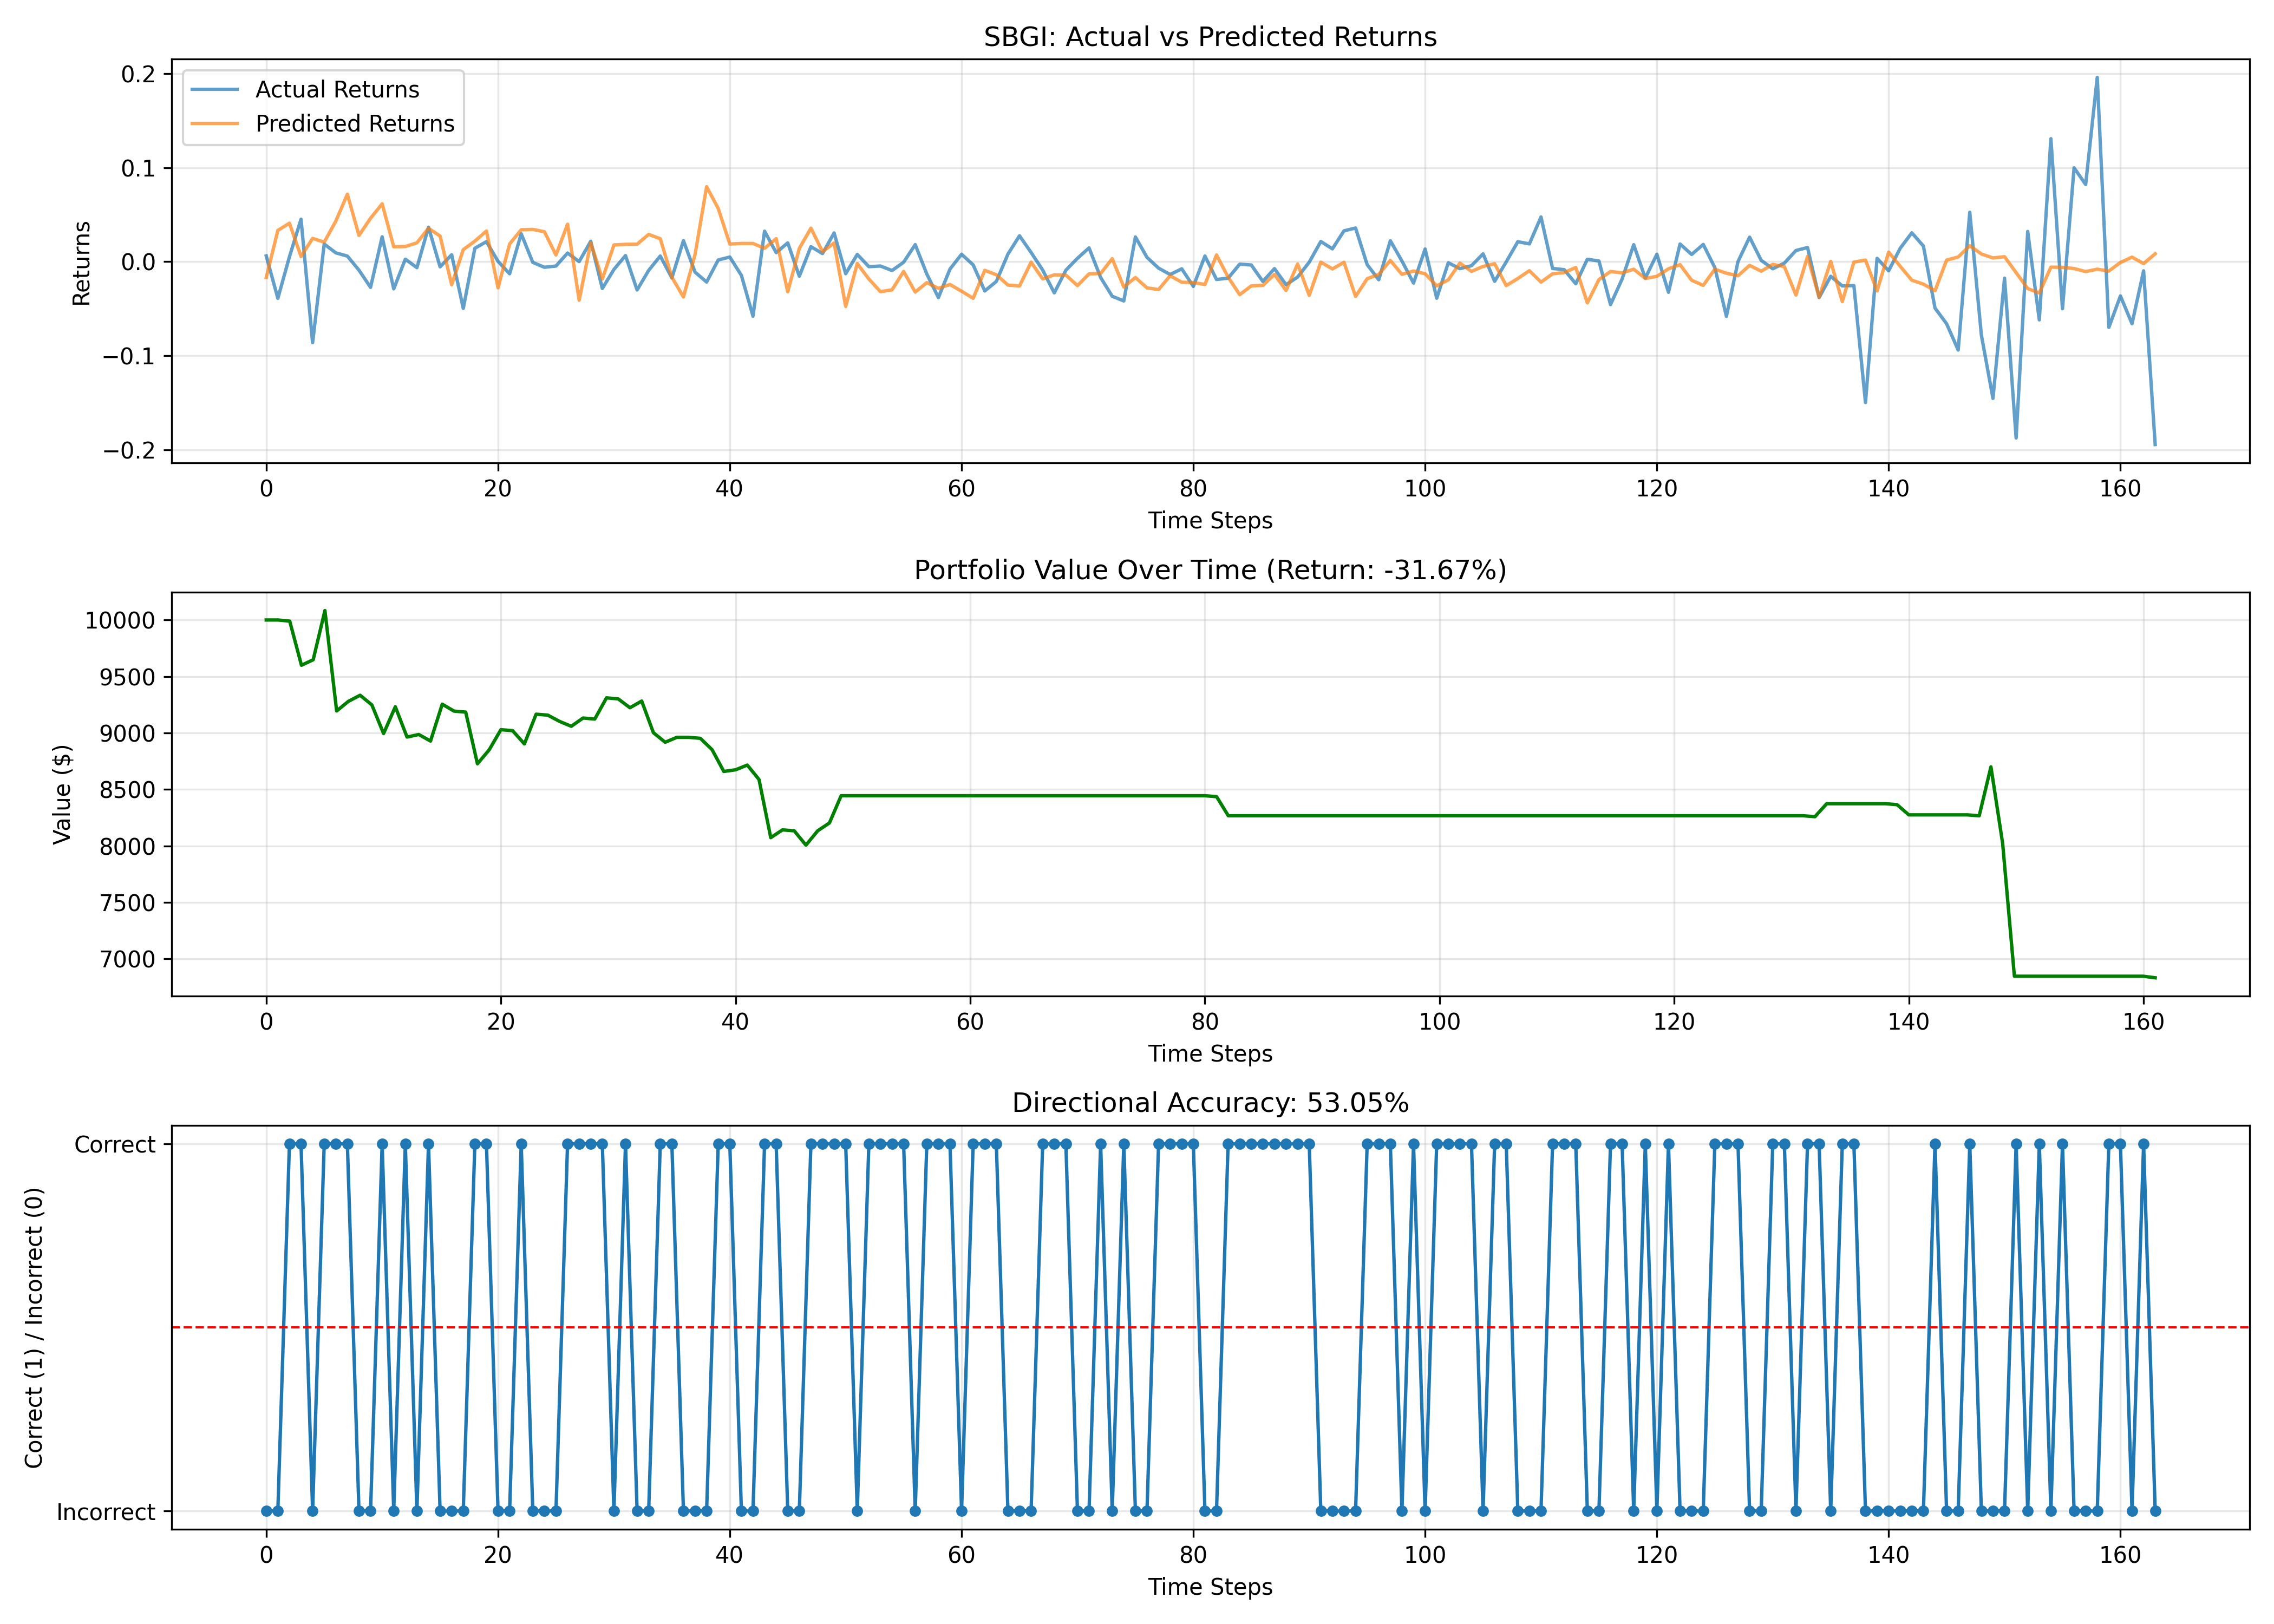 SBGI: Actual vs Predicted Returns
Actual Returns
Predicted Returns
Returns
0.2
0.1
0.0
−0.1
−0.2
0 20 40 60 80 100 120 140 160
Time Steps
Portfolio Value Over Time (Return: -31.67%)
Value ($)
10000
9500
9000
8500
8000
7500
7000
0 20 40 60 80 100 120 140 160
Time Steps
Directional Accuracy: 53.05%
Correct (1) / Incorrect (0)
Correct
Incorrect
0 20 40 60 80 100 120 140 160
Time Steps